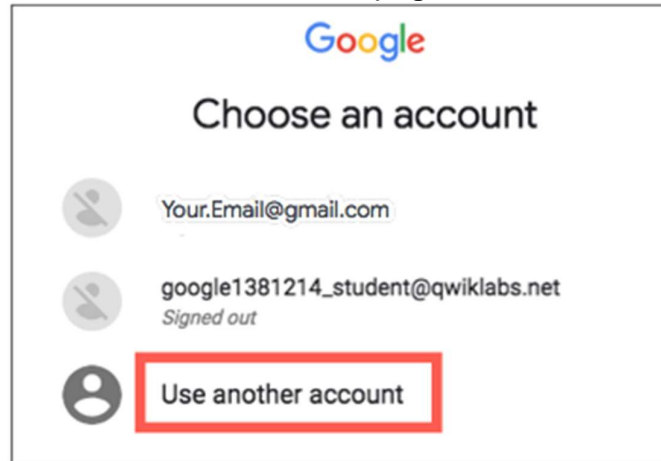 Google
Choose an account
Your.Email@gmail.com
google1381214_student@qwiklabs.net
Signed out
Use another account